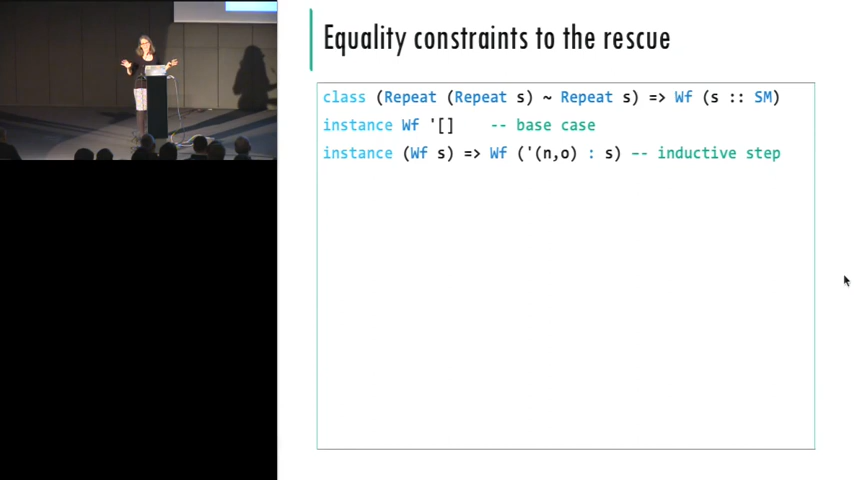 Equality constraints to the rescue
class (Repeat (Repeat s) ~ Repeat s) => Wf (s :: SM)
instance Wf '[] -- base case
instance (Wf s) => Wf ('(n,o) : s) -- inductive step